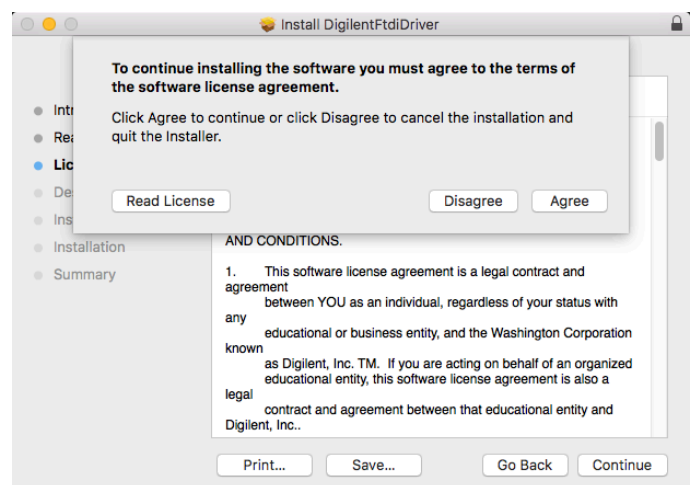 Install DigilentFtdiDriver
To continue installing the software you must agree to the terms of
the software license agreement.
Click Agree to continue or click Disagree to cancel the installation and
quit the Installer.
Read License
Disagree
Agree
Lic
De
Ins
Installation
Summary
AND CONDITIONS.
1. This software license agreement is a legal contract and
agreement
between YOU as an individual, regardless of your status with
any
educational or business entity, and the Washington Corporation
known
as Digilent, Inc. TM. If you are acting on behalf of an organized
educational entity, this software license agreement is also a
legal
contract and agreement between that educational entity and
Digilent, Inc..
Print...
Save...
Go Back
Continue